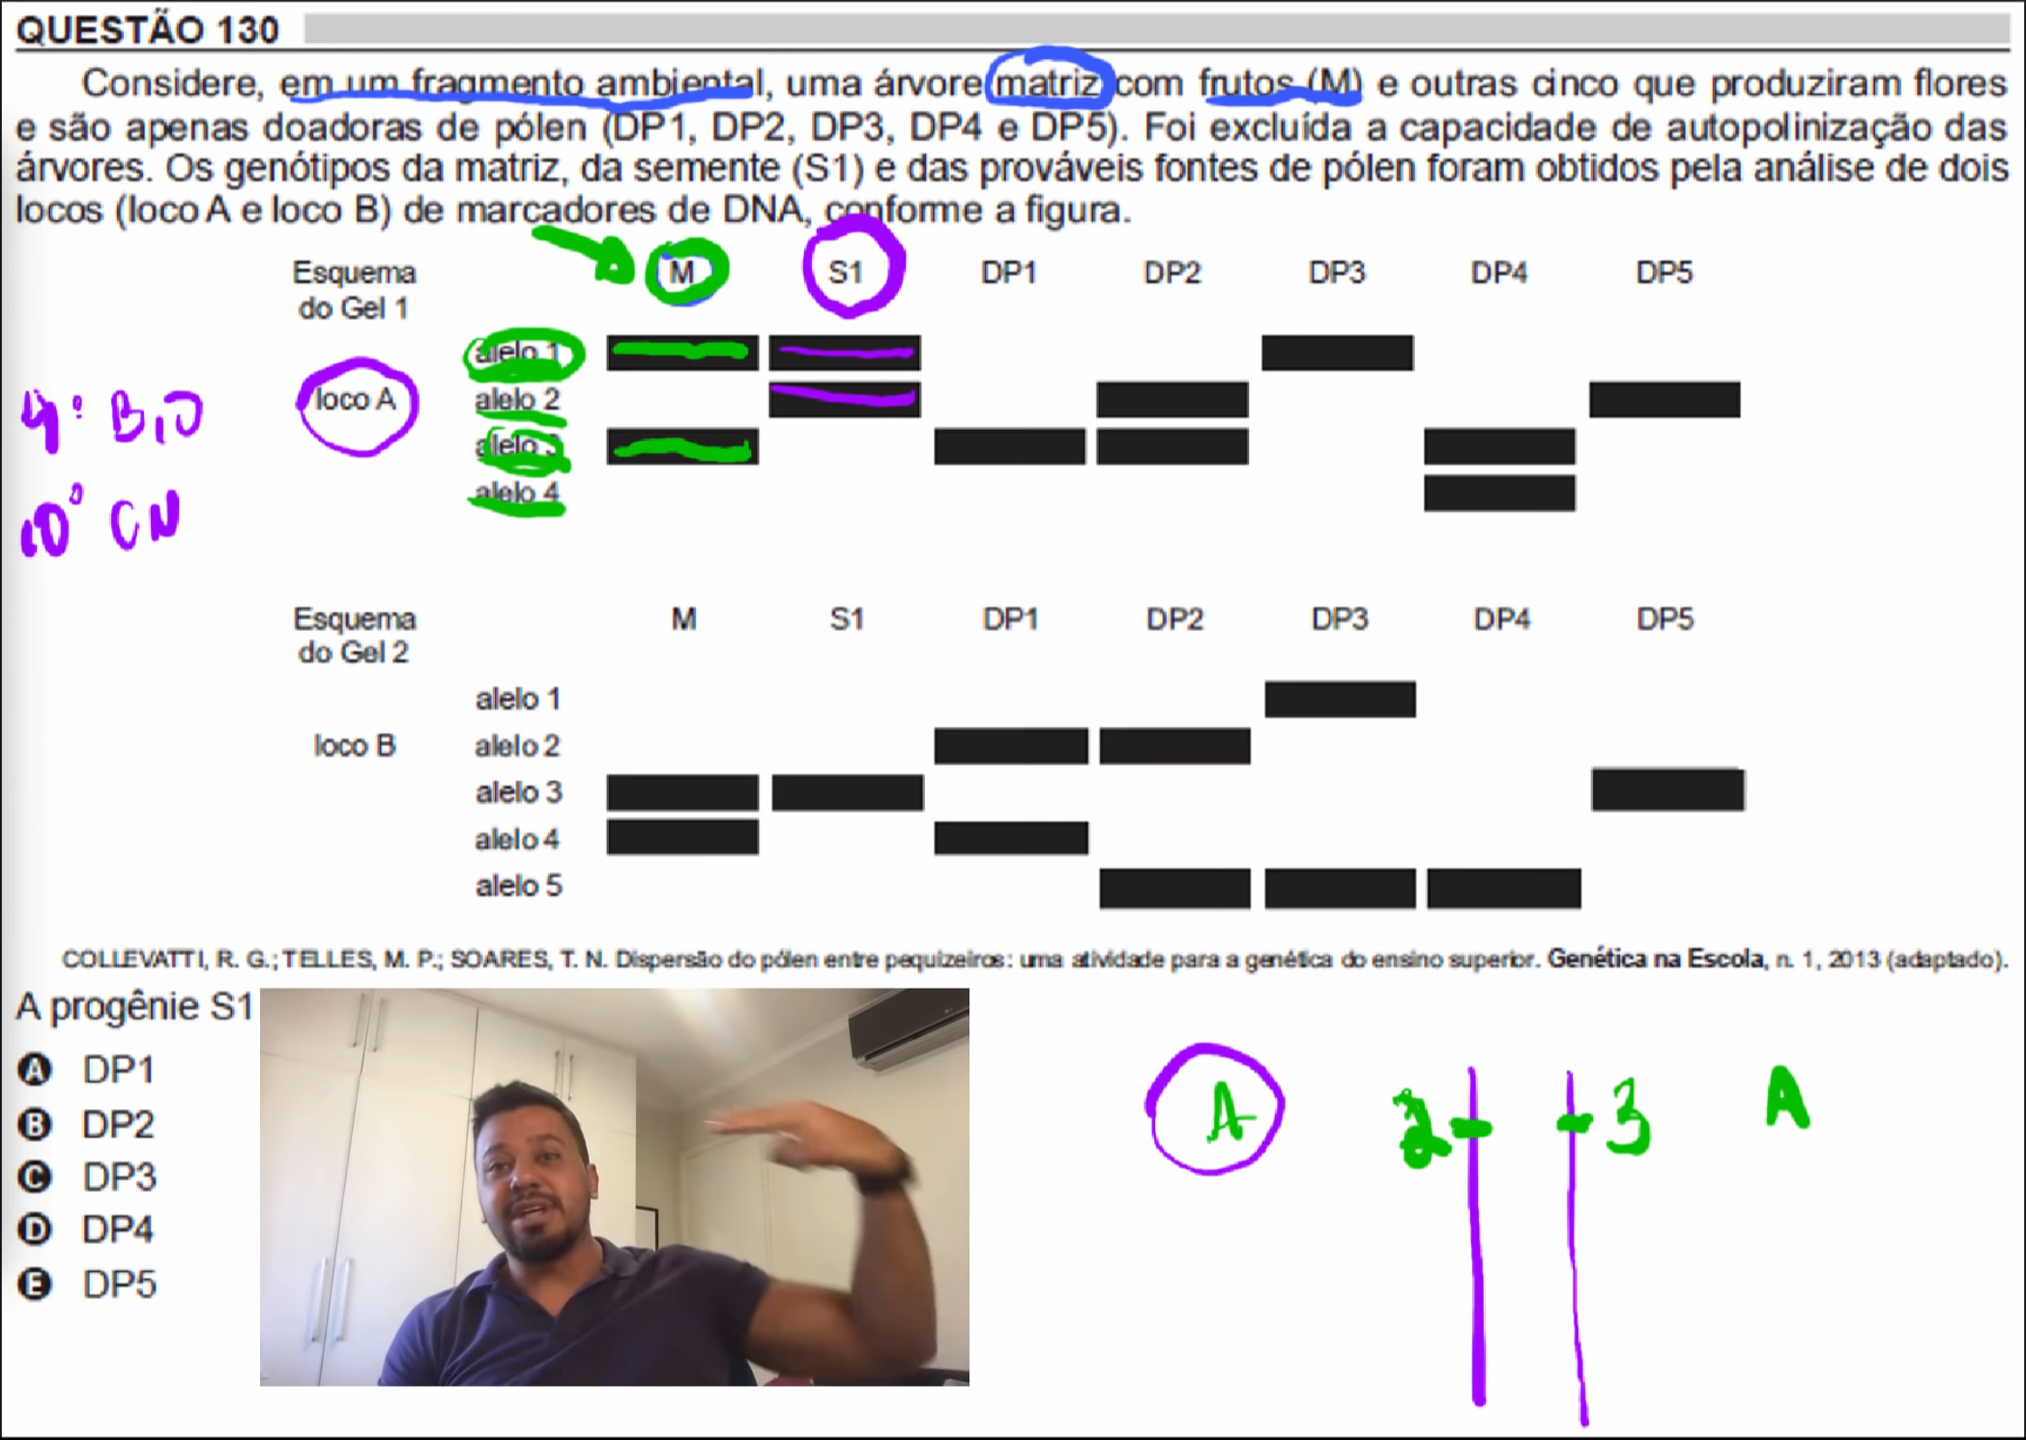 QUESTÃO 130
Considere, em um fragmento ambiental, uma árvore matriz com frutos (M) e outras cinco que produziram flores
e são apenas doadoras de pólen (DP1, DP2, DP3, DP4 e DP5). Foi excluída a capacidade de autopolinização das
árvores. Os genótipos da matriz, da semente (S1) e das prováveis fontes de pólen foram obtidos pela análise de dois
locos (loco A e loco B) de marcadores de DNA, conforme a figura.
Esquema do Gel 1
M S1 DP1 DP2 DP3 DP4 DP5
alelo 1
loco A alelo 2
alelo 3
alelo 4
4º BIO
10º CN
Esquema do Gel 2
M S1 DP1 DP2 DP3 DP4 DP5
alelo 1
loco B alelo 2
alelo 3
alelo 4
alelo 5
COLLEVATTI, R. G.; TELLES, M. P.; SOARES, T. N. Dispersão do pólen entre pequizeiros: uma atividade para a genética do ensino superior. Genética na Escola, n. 1, 2013 (adaptado).
A progênie S1
A DP1
B DP2
C DP3
D DP4
E DP5
A 3 A